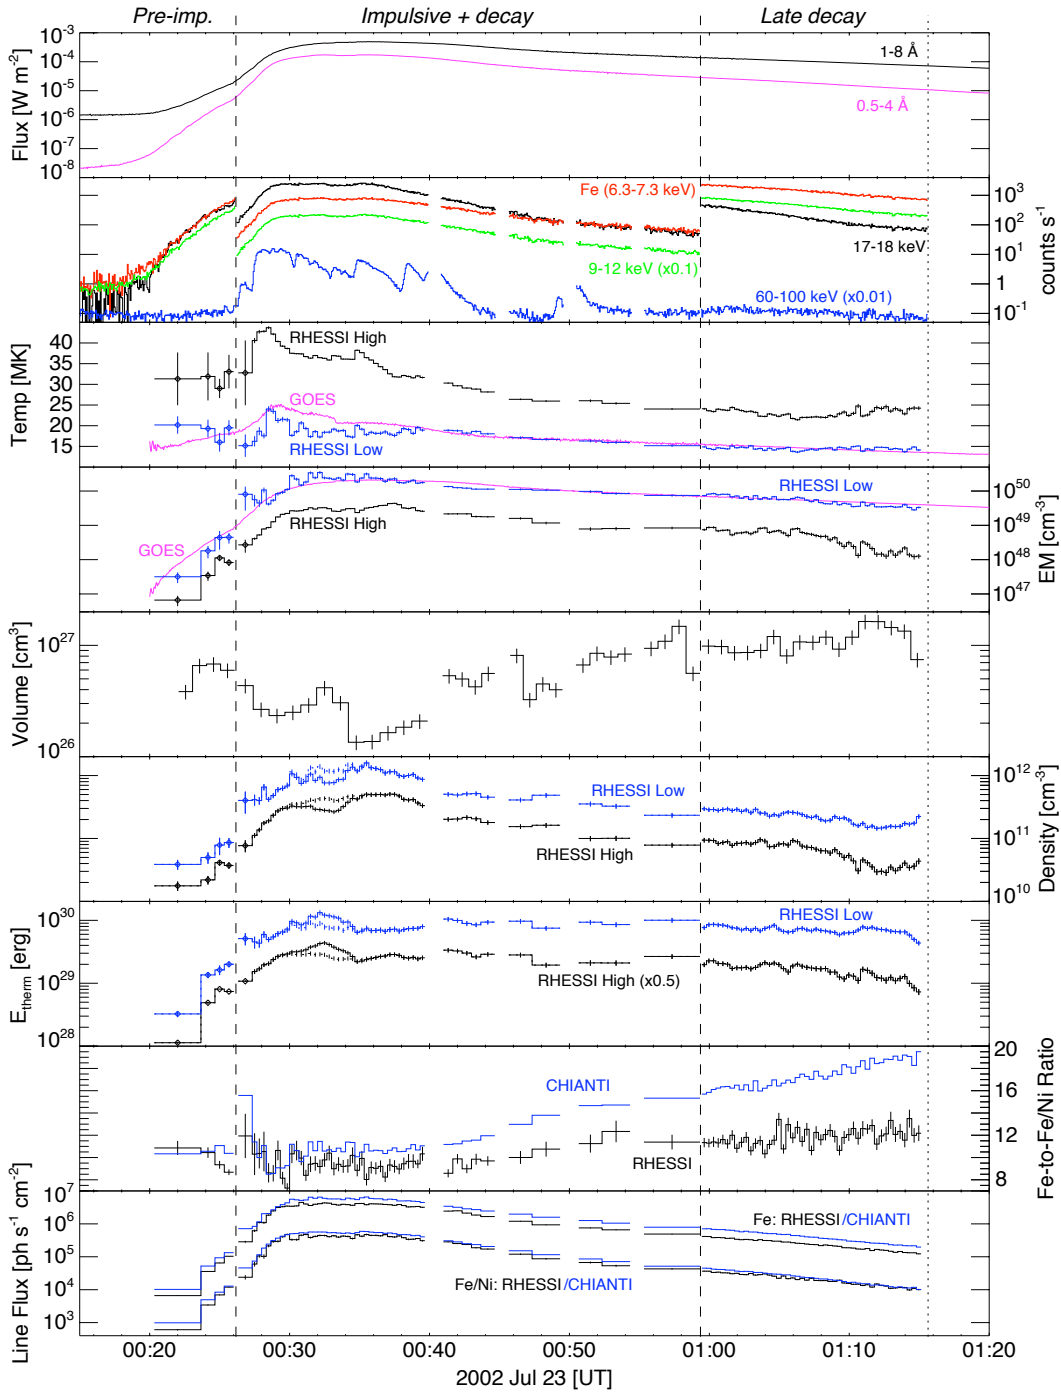 Pre-imp. Impulsive + decay Late decay
10⁻³
10⁻⁴
10⁻⁵
10⁻⁶
10⁻⁷
10⁻⁸
Flux [W m⁻²]
1-8 Å
0.5-4 Å
Fe (6.3-7.3 keV)
17-18 keV
9-12 keV (x0.1)
60-100 keV (x0.01)
10³
10²
10¹
1
10⁻¹
counts s⁻¹
40
35
30
25
20
15
Temp [MK]
RHESSI High
GOES
RHESSI Low
RHESSI Low
RHESSI High
GOES
10⁵⁰
10⁴⁹
10⁴⁸
10⁴⁷
EM [cm⁻³]
10²⁷
10²⁶
Volume [cm³]
RHESSI Low
RHESSI High
10¹²
10¹¹
10¹⁰
Density [cm⁻³]
10³⁰
10²⁹
10²⁸
E_therm [erg]
RHESSI Low
RHESSI High (x0.5)
CHIANTI
RHESSI
20
16
12
8
Fe-to-Fe/Ni Ratio
10⁷
10⁶
10⁵
10⁴
10³
Line Flux [ph s⁻¹ cm⁻²]
Fe: RHESSI/CHIANTI
Fe/Ni: RHESSI/CHIANTI
00:20 00:30 00:40 00:50 01:00 01:10 01:20
2002 Jul 23 [UT]